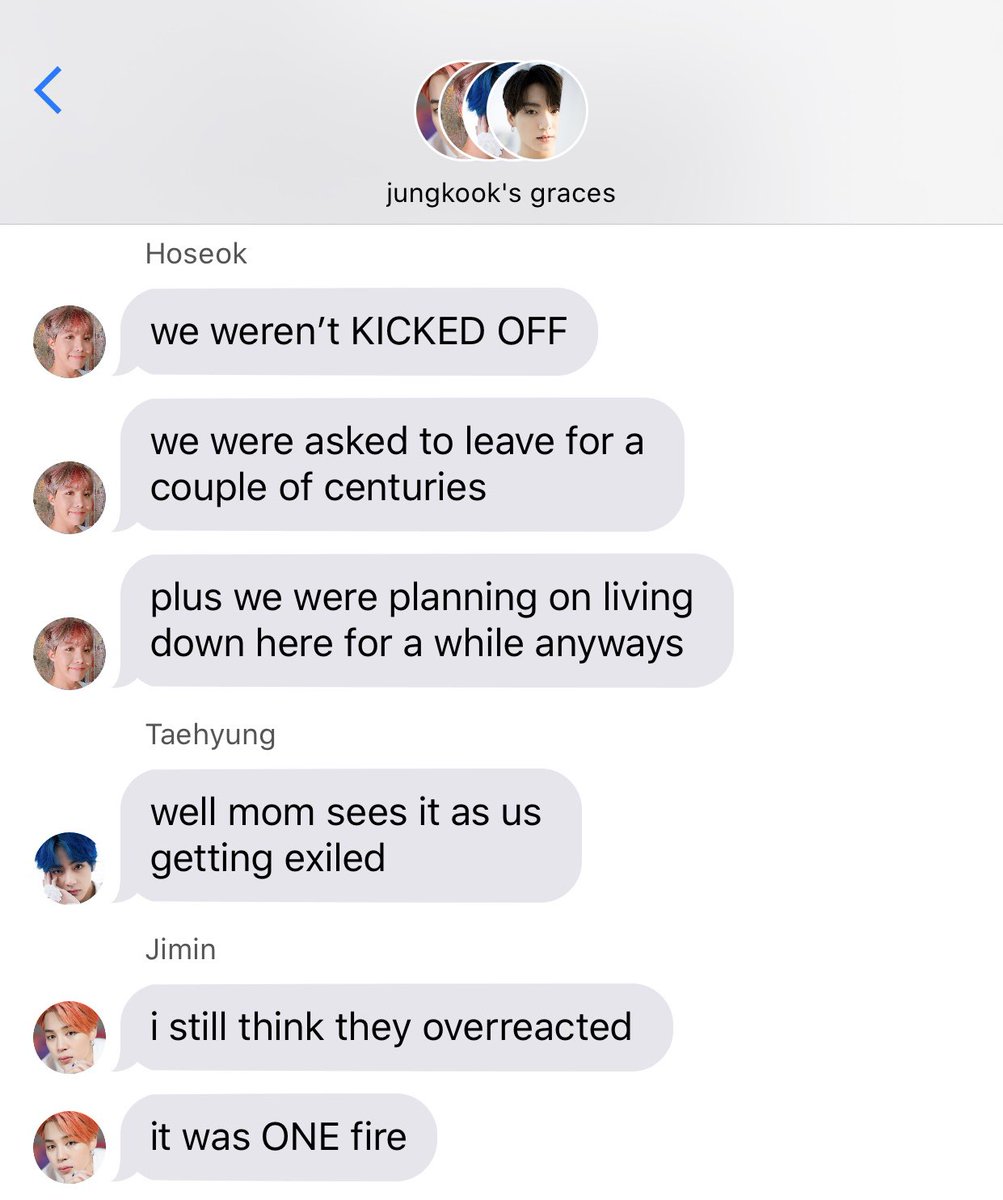 jungkook's graces
Hoseok
we weren’t KICKED OFF
we were asked to leave for a
couple of centuries
plus we were planning on living
down here for a while anyways
Taehyung
well mom sees it as us
getting exiled
Jimin
i still think they overreacted
it was ONE fire